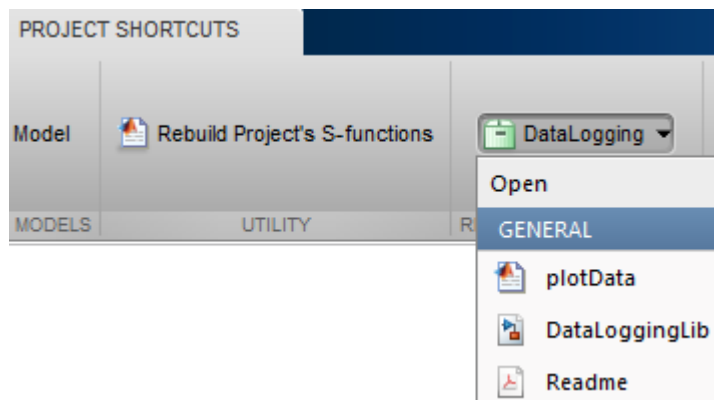 PROJECT SHORTCUTS
Model
Rebuild Project's S-functions
DataLogging
MODELS
UTILITY
Open
GENERAL
plotData
DataLoggingLib
Readme